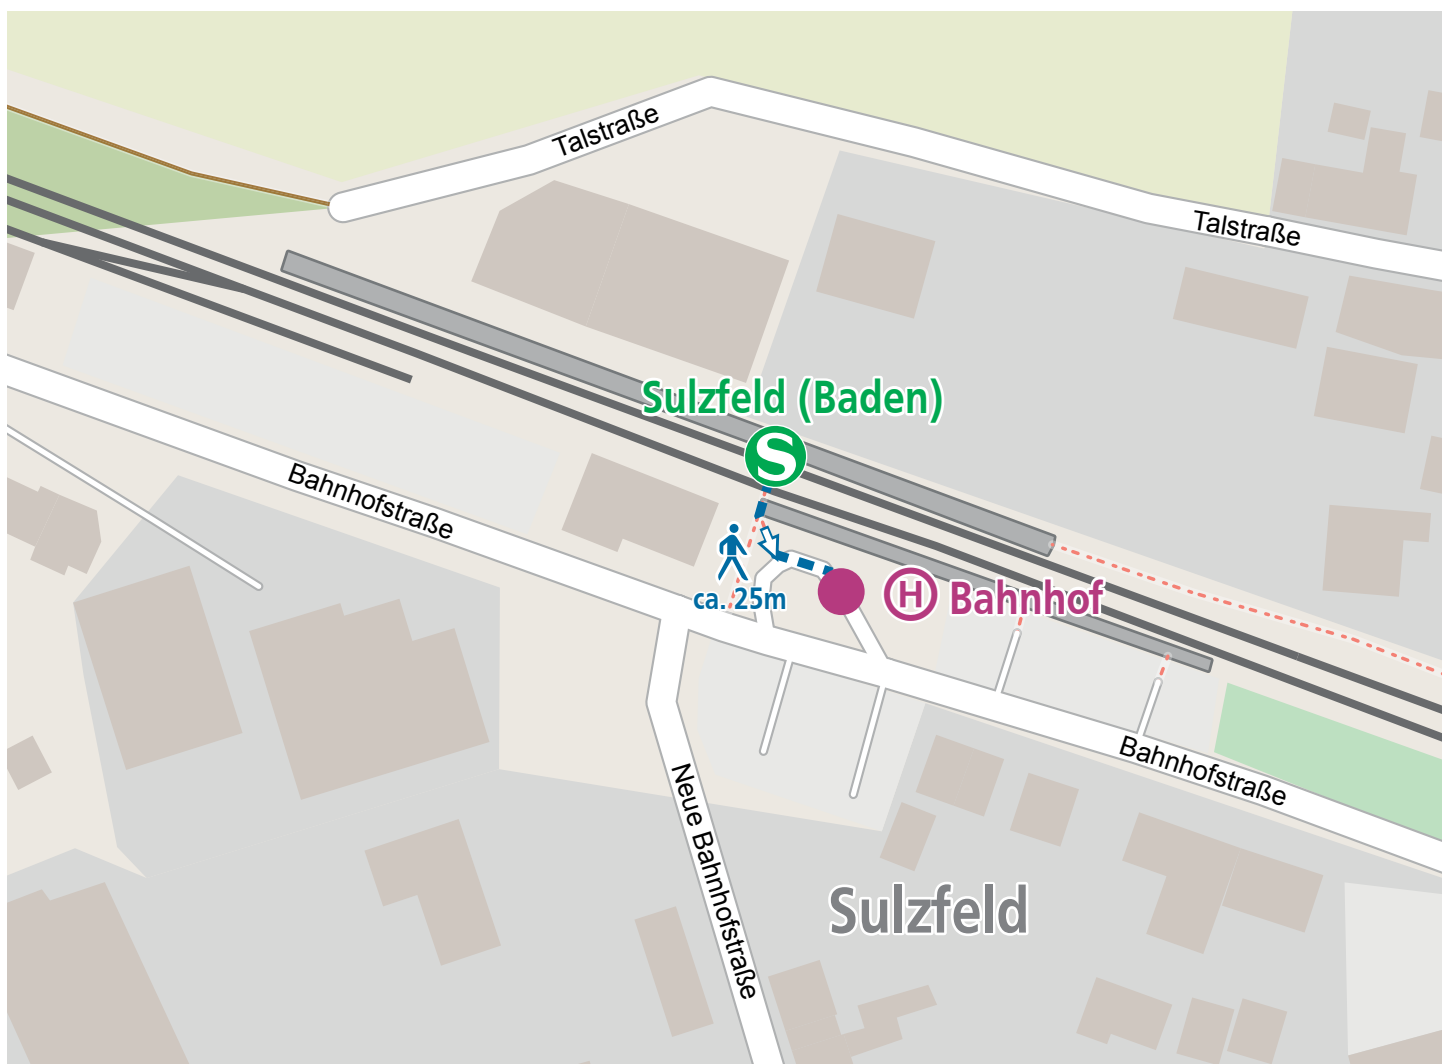 Talstraße
Talstraße
Sulzfeld (Baden)
S
Bahnhofstraße
ca. 25m
H Bahnhof
Bahnhofstraße
Neue Bahnhofstraße
Sulzfeld